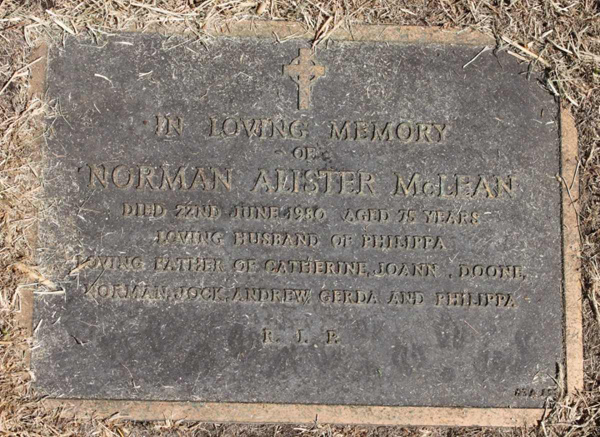 IN LOVING MEMORY
OF
NORMAN ALISTER McLEAN
DIED 22ND JUNE 1980 AGED 75 YEARS
LOVING HUSBAND OF PHILIPPA
LOVING FATHER OF CATHERINE, JOANN, DOONE,
NORMAN, JOCK, ANDREW, GERDA AND PHILIPPA
R. I. P.